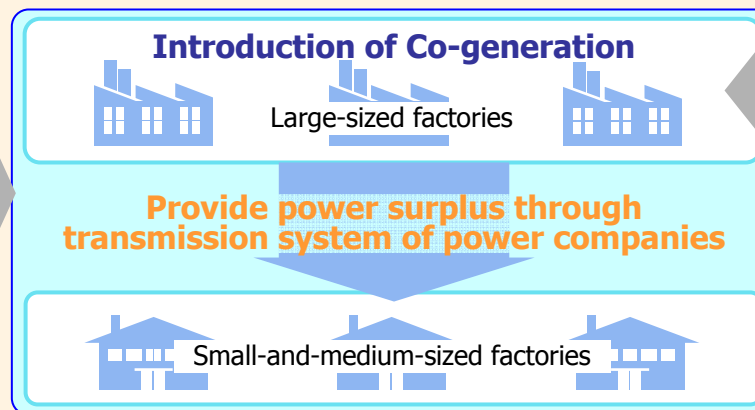 Introduction of Co-generation
Large-sized factories
Provide power surplus through
transmission system of power companies
Small-and-medium-sized factories